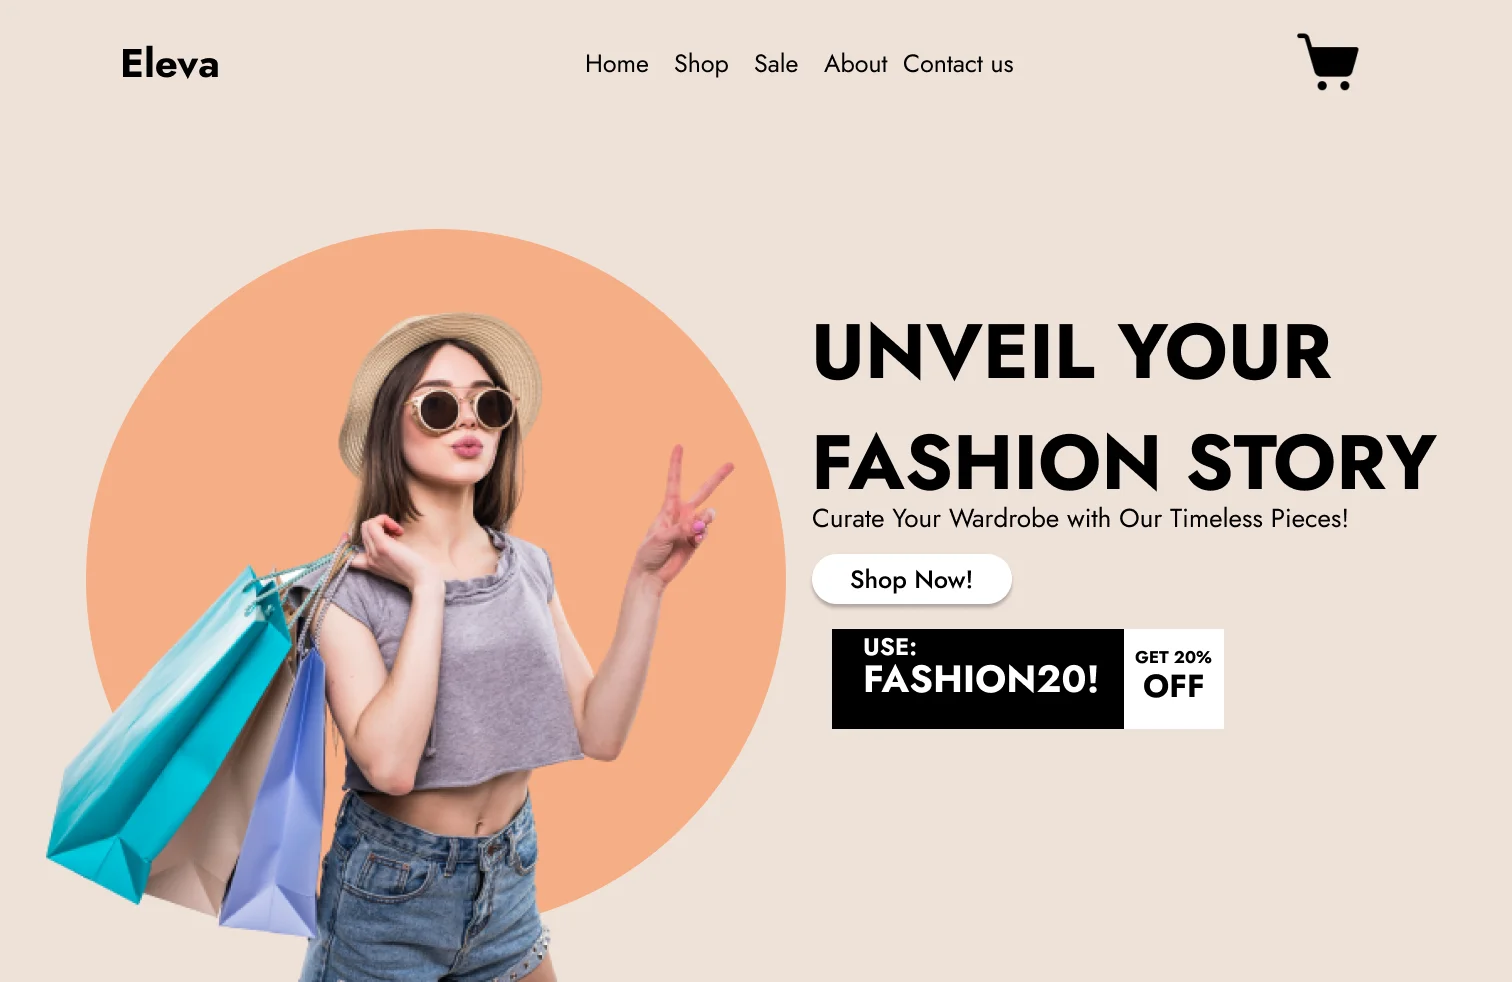 Eleva
Home Shop Sale About Contact us
UNVEIL YOUR
FASHION STORY
Curate Your Wardrobe with Our Timeless Pieces!
Shop Now!
USE:
FASHION20!
GET 20%
OFF